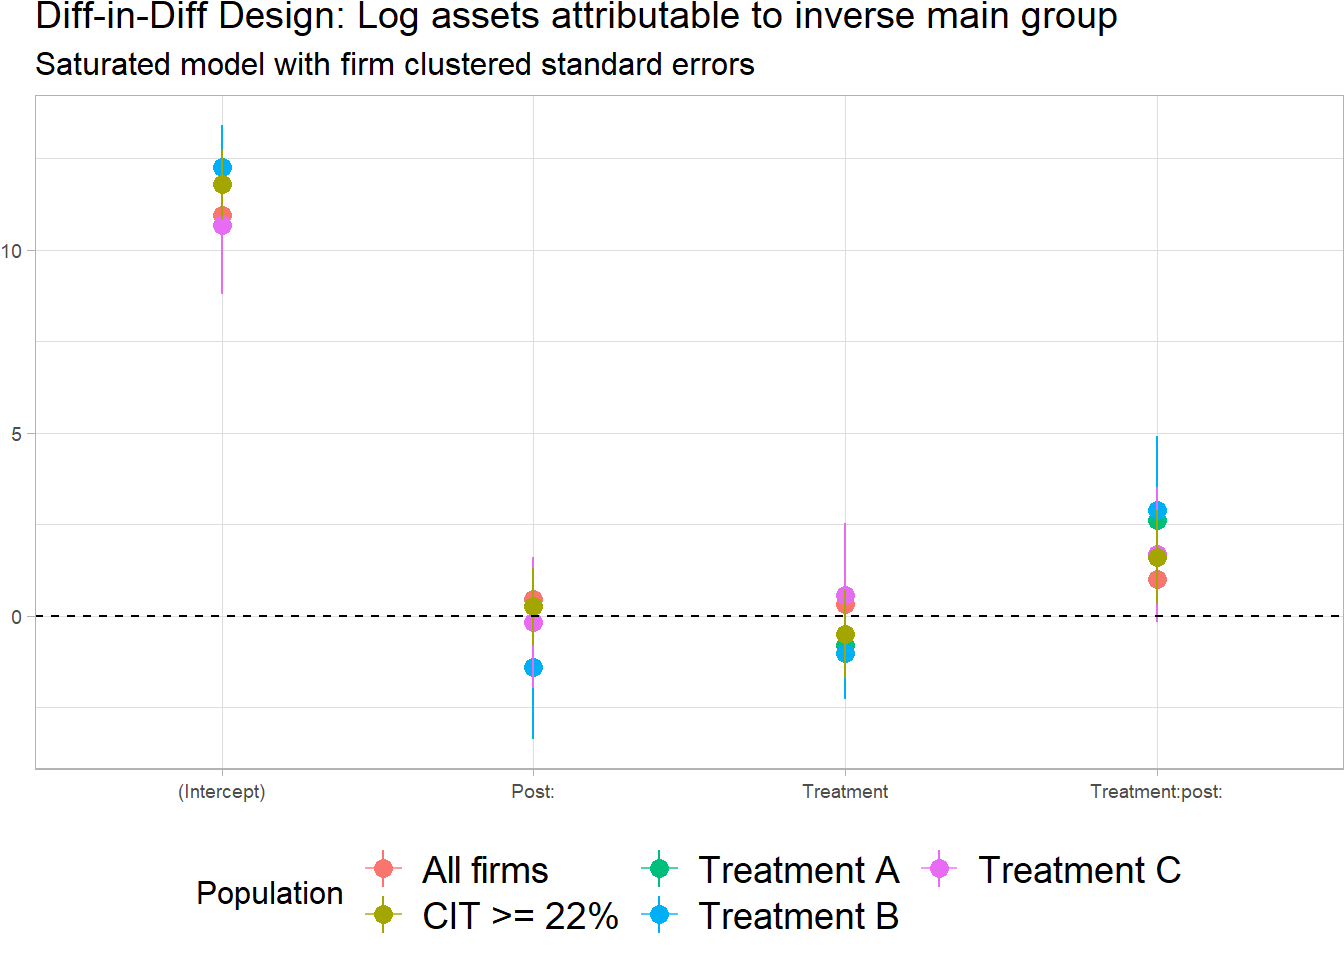 Diff-in-Diff Design: Log assets attributable to inverse main group
Saturated model with firm clustered standard errors
10
5
0
(Intercept) Post: Treatment Treatment:post:
Population
All firms Treatment A Treatment C
CIT >= 22% Treatment B